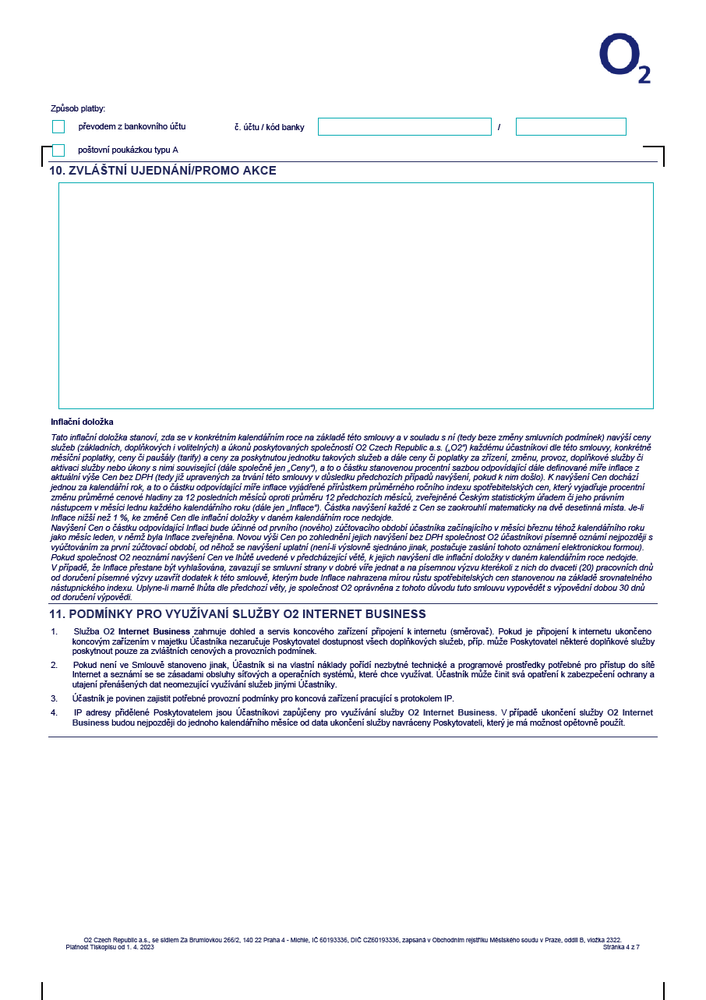 O2
Způsob platby:
převodem z bankovního účtu č. účtu / kód banky /
poštovní poukázkou typu A
10. ZVLÁŠTNÍ UJEDNÁNÍ/PROMO AKCE
Inflační doložka
Tato inflační doložka stanoví, zda se v konkrétním kalendářním roce na základě této smlouvy a v souladu s ní (tedy beze změny smluvních podmínek) navýší ceny
služeb (základních, doplňkových i volitelných) a úkonů poskytovaných společností O2 Czech Republic a.s. („O2“) každému účastníkovi dle této smlouvy, konkrétně
měsíční poplatky, ceny či paušály (tarify) a ceny za poskytnutou jednotku takových služeb a dále ceny či poplatky za zřízení, změnu, provoz, doplňkové služby či
aktivaci služby nebo úkony s nimi související (dále společně jen „Ceny“), a to o částku stanovenou procentní sazbou odpovídající dále definované míře inflace z
aktuální výše Cen bez DPH (tedy již upravených za trvání této smlouvy v důsledku předchozích případů navýšení, pokud k nim došlo). K navýšení Cen dochází
jednou za kalendářní rok, a to o částku odpovídající míře inflace vyjádřené přírůstkem průměrného ročního indexu spotřebitelských cen, který vyjadřuje procentní
změnu průměrné cenové hladiny za 12 posledních měsíců oproti průměru 12 předchozích měsíců, zveřejněné Českým statistickým úřadem či jeho právním
nástupcem v měsíci lednu každého kalendářního roku (dále jen „Inflace“). Částka navýšení každé z Cen se zaokrouhlí matematicky na dvě desetinná místa. Je-li
Inflace nižší než 1 %, ke změně Cen dle inflační doložky v daném kalendářním roce nedojde.
Navýšení Cen o částku odpovídající Inflaci bude účinné od prvního (nového) zúčtovacího období účastníka začínajícího v měsíci březnu téhož kalendářního roku
jako měsíc leden, v němž byla Inflace zveřejněna. Novou výši Cen po zohlednění jejich navýšení bez DPH společnost O2 účastníkovi písemně oznámí nejpozději s
vyúčtováním za první zúčtovací období, od něhož se navýšení uplatní (není-li výslovně sjednáno jinak, postačuje zaslání tohoto oznámení elektronickou formou).
Pokud společnost O2 neoznámí navýšení Cen ve lhůtě uvedené v předcházející větě, k jejich navýšení dle inflační doložky v daném kalendářním roce nedojde.
V případě, že Inflace přestane být vyhlašována, zavazují se smluvní strany v dobré víře jednat a na písemnou výzvu kterékoli z nich do dvaceti (20) pracovních dnů
od doručení písemné výzvy uzavřít dodatek k této smlouvě, kterým bude Inflace nahrazena mírou růstu spotřebitelských cen stanovenou na základě srovnatelného
nástupnického indexu. Uplyne-li marně lhůta dle předchozí věty, je společnost O2 oprávněna z tohoto důvodu tuto smlouvu vypovědět s výpovědní dobou 30 dnů
od doručení výpovědi.
11. PODMÍNKY PRO VYUŽÍVANÍ SLUŽBY O2 INTERNET BUSINESS
1. Služba O2 Internet Business zahrnuje dohled a servis koncového zařízení připojení k internetu (směrovač). Pokud je připojení k internetu ukončeno
koncovým zařízením v majetku Účastníka nezaručuje Poskytovatel dostupnost všech doplňkových služeb, příp. může Poskytovatel některé doplňkové služby
poskytnout pouze za zvláštních cenových a provozních podmínek.
2. Pokud není ve Smlouvě stanoveno jinak, Účastník si na vlastní náklady pořídí nezbytné technické a programové prostředky potřebné pro přístup do sítě
Internet a seznámí se se zásadami obsluhy síťových a operačních systémů, které chce využívat. Účastník může činit svá opatření k zabezpečení ochrany a
utajení přenášených dat neomezující využívání služeb jinými Účastníky.
3. Účastník je povinen zajistit potřebné provozní podmínky pro koncová zařízení pracující s protokolem IP.
4. IP adresy přidělené Poskytovatelem jsou Účastníkovi zapůjčeny pro využívání služby O2 Internet Business. V případě ukončení služby O2 Internet
Business budou nejpozději do jednoho kalendářního měsíce od data ukončení služby navráceny Poskytovateli, který je má možnost opětovně použít.
O2 Czech Republic a.s., se sídlem Za Brumlovkou 266/2, 140 22 Praha 4 - Michle, IČ 60193336, DIČ CZ60193336, zapsaná v Obchodním rejstříku Městského soudu v Praze, oddíl B, vložka 2322.
Platnost Tiskopisu od 1. 4. 2023 Stránka 4 z 7